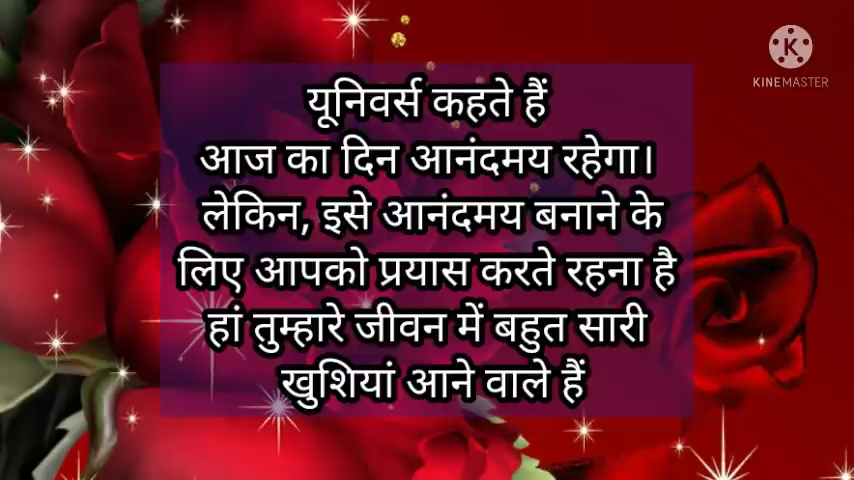 यूनिवर्स कहते हैं
आज का दिन आनंदमय रहेगा।
लेकिन, इसे आनंदमय बनाने के
लिए आपको प्रयास करते रहना है
हां तुम्हारे जीवन में बहुत सारी
खुशियां आने वाले हैं
K
KINEMASTER